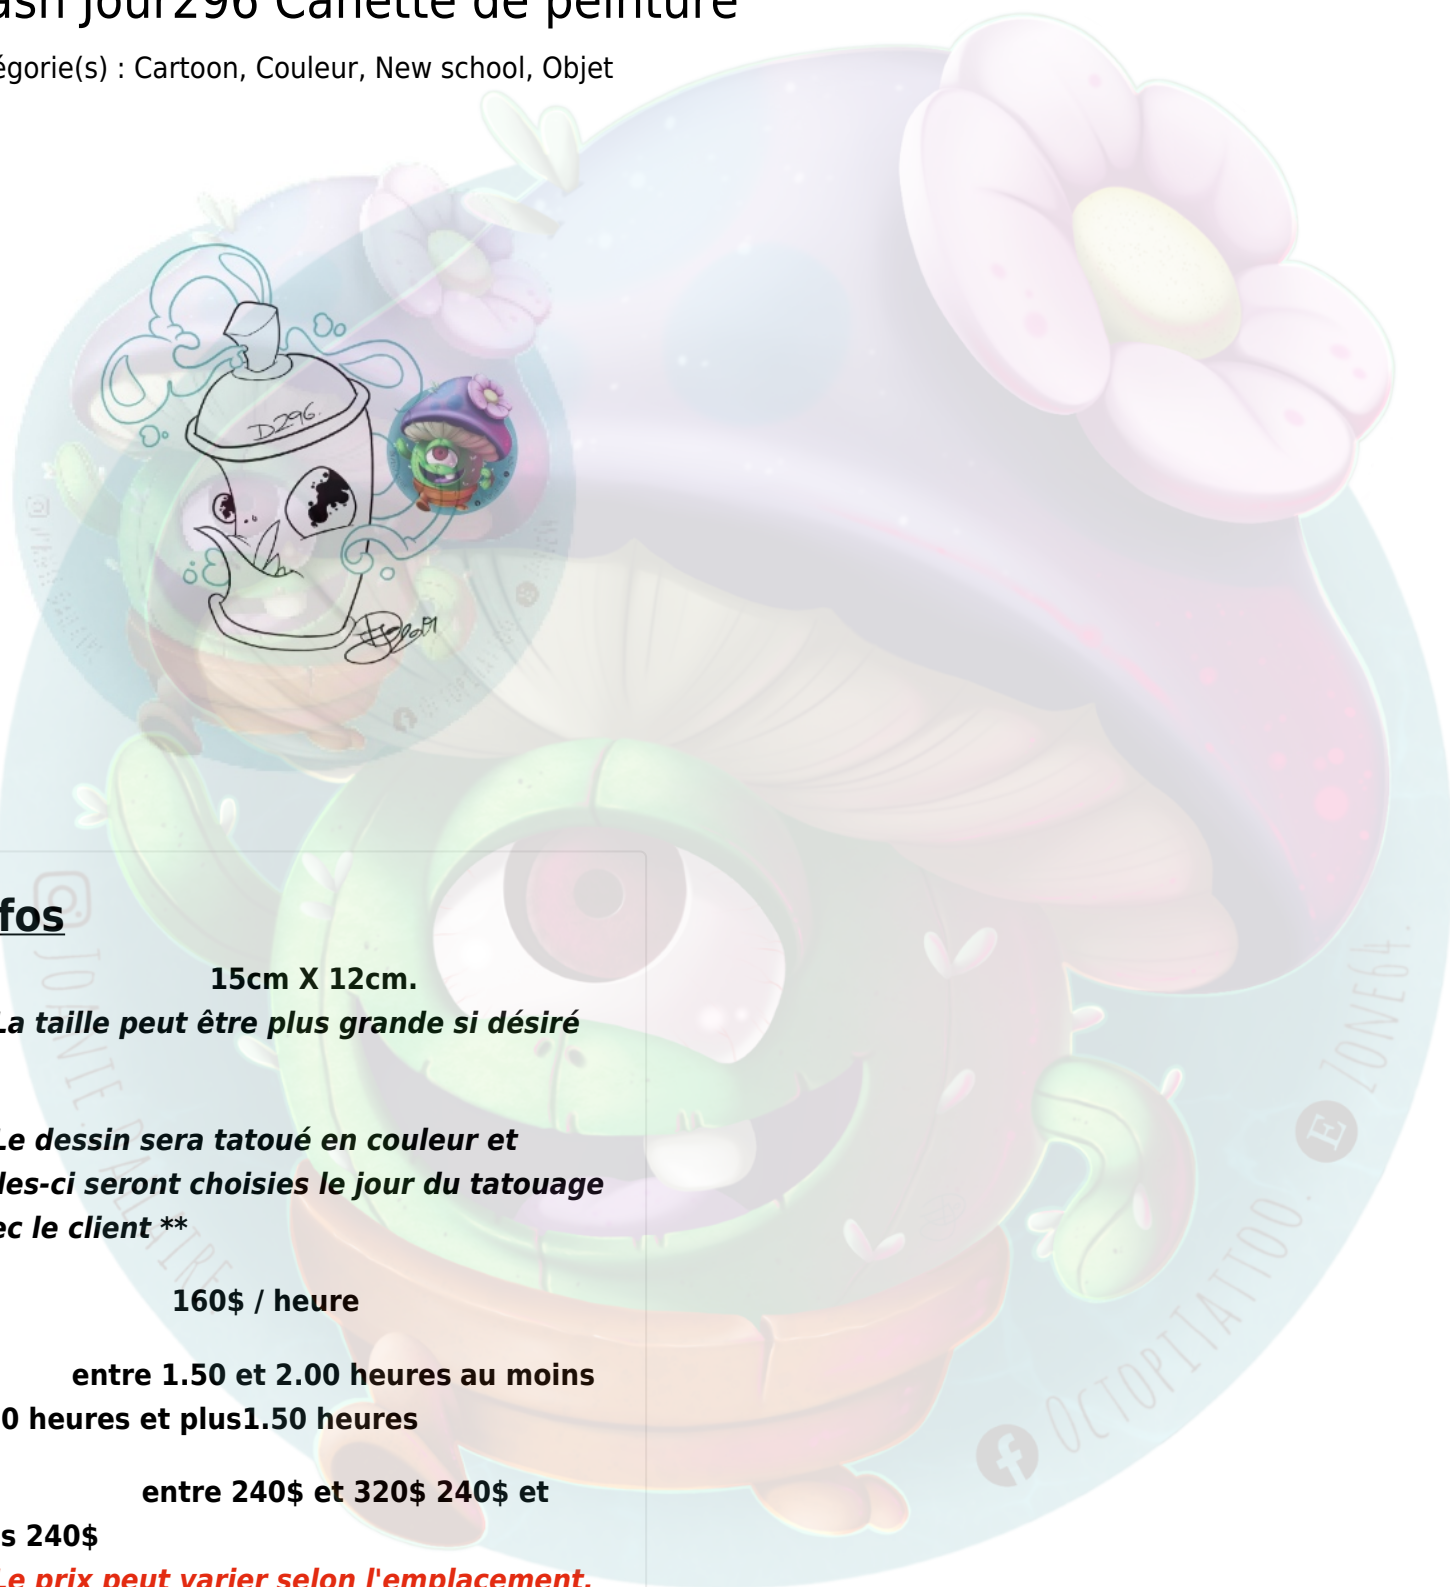 ash Jour296 Canette de peinture
égorie(s) : Cartoon, Couleur, New school, Objet
D296.
fos
15cm X 12cm.
La taille peut être plus grande si désiré
Le dessin sera tatoué en couleur et
les-ci seront choisies le jour du tatouage
ec le client **
160$ / heure
entre 1.50 et 2.00 heures au moins
0 heures et plus1.50 heures
entre 240$ et 320$ 240$ et
s 240$
Le prix peut varier selon l'emplacement.
JOANNIE.DALLAIRE
OCTOPITATTOO.
ZONE64.